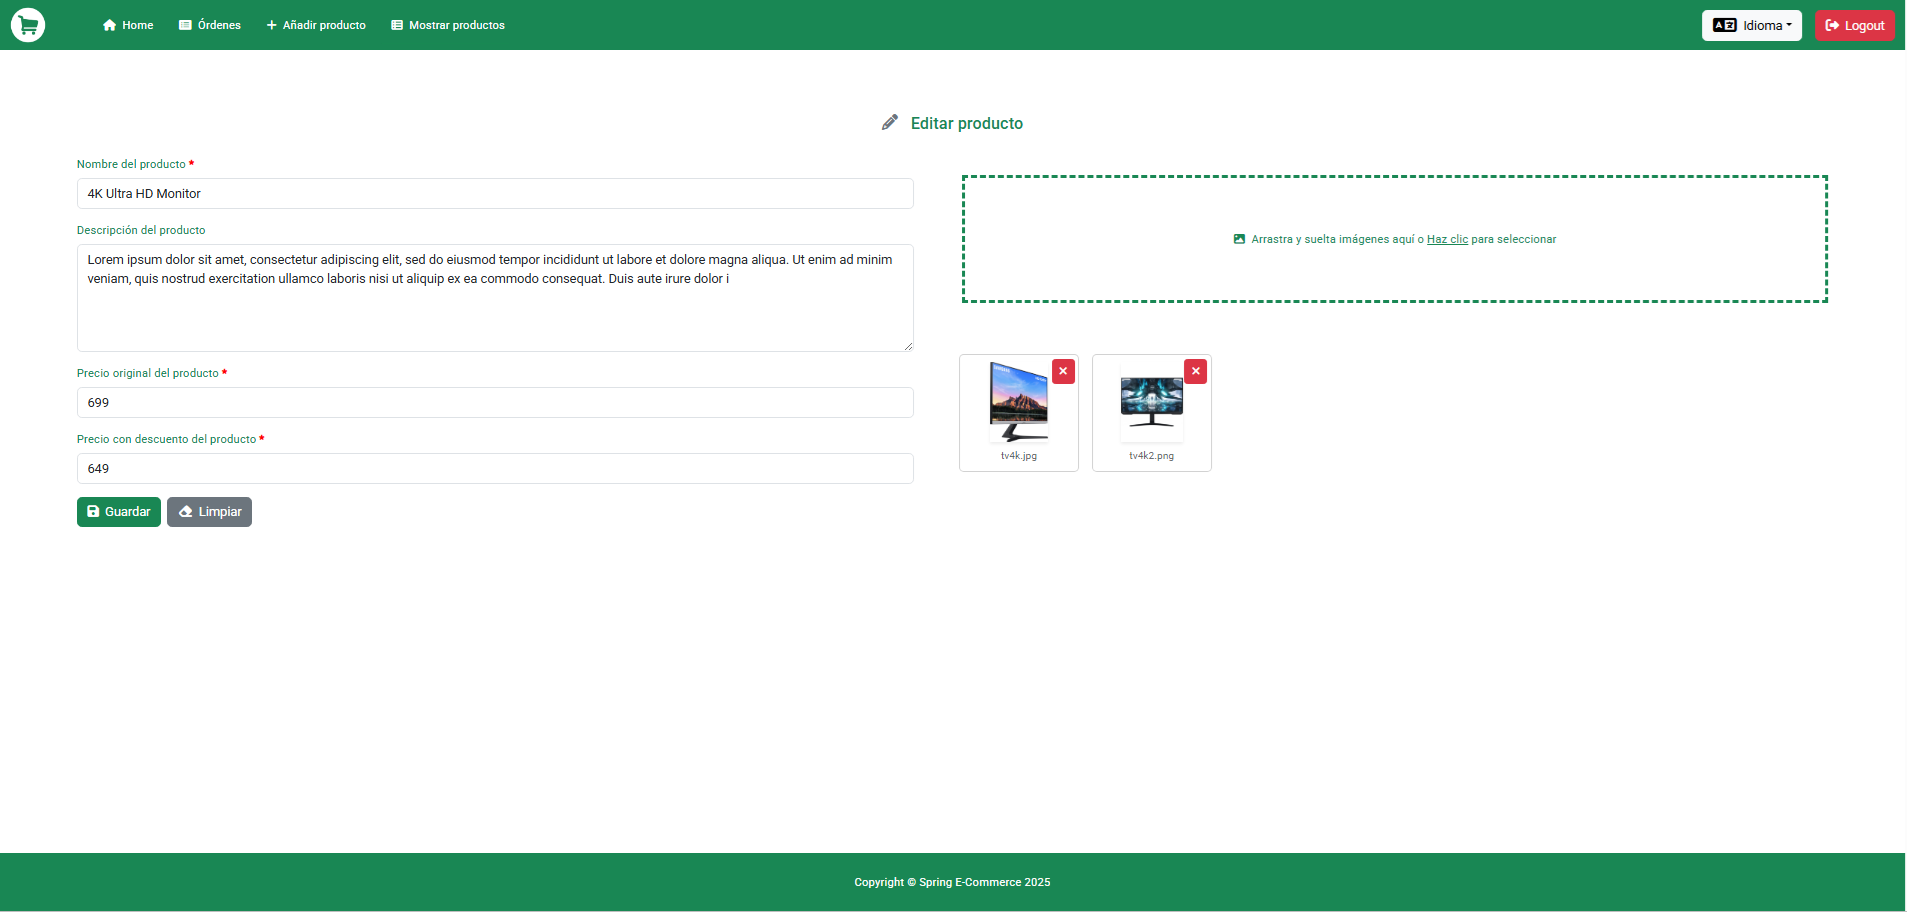 Home
Órdenes
Añadir producto
Mostrar productos
Idioma
Logout
Editar producto
Nombre del producto *
4K Ultra HD Monitor
Descripción del producto
Lorem ipsum dolor sit amet, consectetur adipiscing elit, sed do eiusmod tempor incididunt ut labore et dolore magna aliqua. Ut enim ad minim
veniam, quis nostrud exercitation ullamco laboris nisi ut aliquip ex ea commodo consequat. Duis aute irure dolor i
Precio original del producto *
699
Precio con descuento del producto *
649
Guardar
Limpiar
Arrastra y suelta imágenes aquí o Haz clic para seleccionar
tv4k.jpg
tv4k2.png
Copyright © Spring E-Commerce 2025